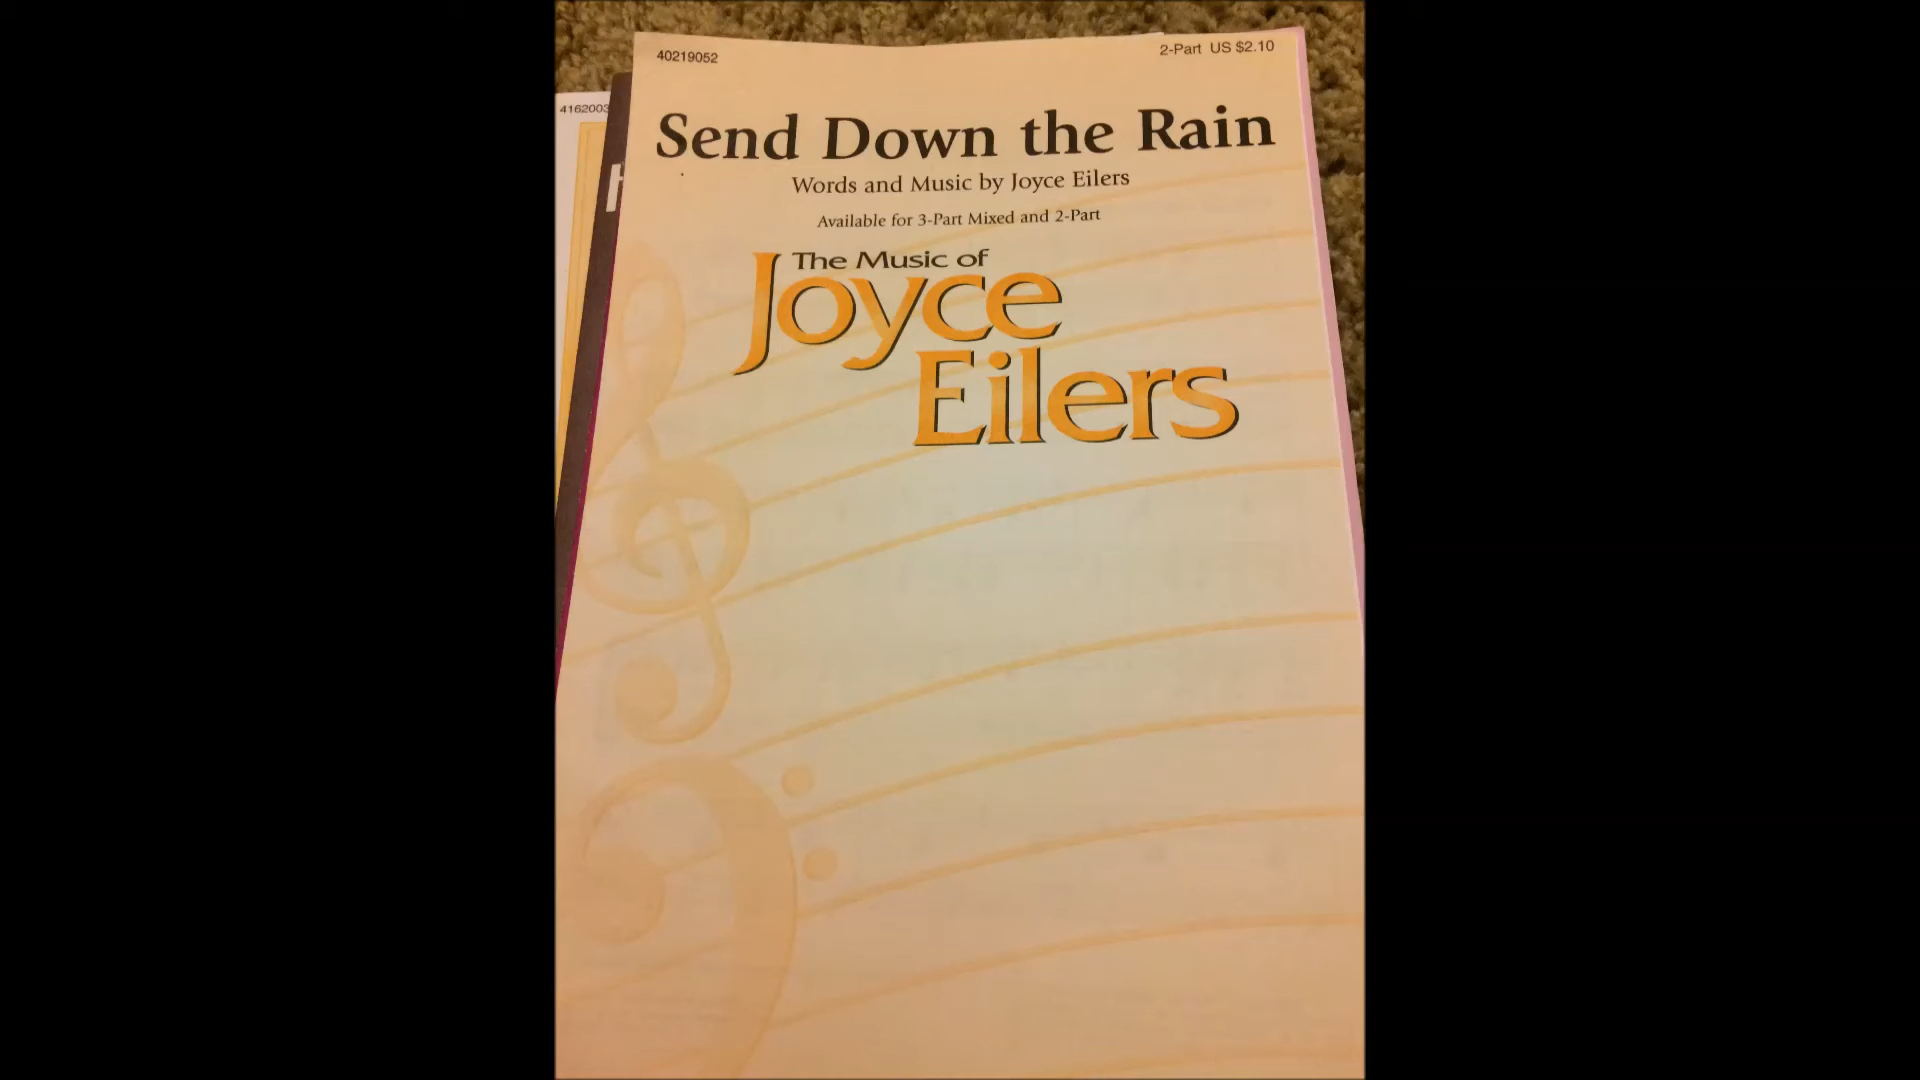 40219052
2-Part US $2.10
4162003
Send Down the Rain
Words and Music by Joyce Eilers
Available for 3-Part Mixed and 2-Part
The Music of
Joyce
Eilers